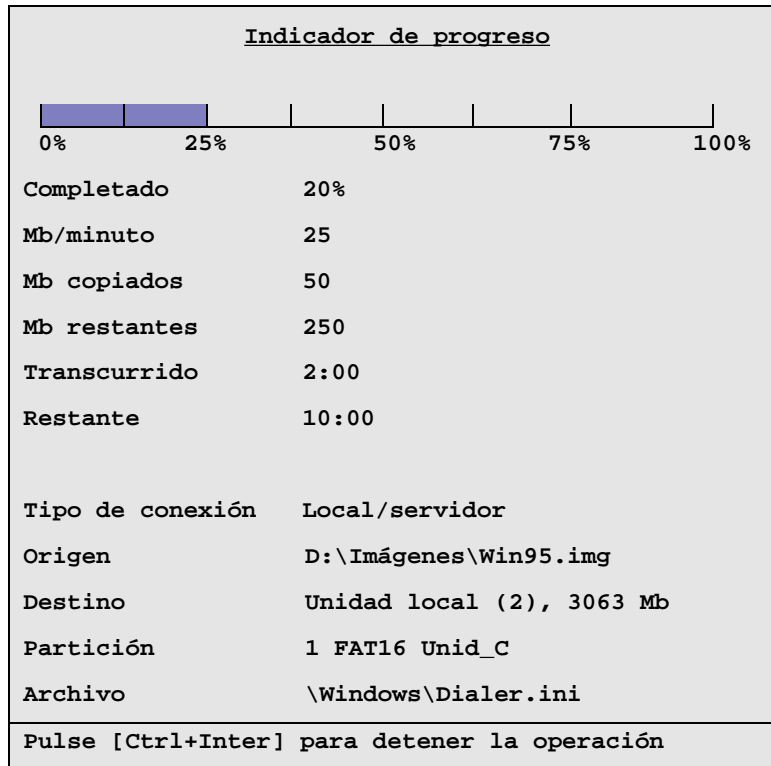 Indicador de progreso
0% 25% 50% 75% 100%
Completado 20%
Mb/minuto 25
Mb copiados 50
Mb restantes 250
Transcurrido 2:00
Restante 10:00
Tipo de conexión Local/servidor
Origen D:\Imágenes\Win95.img
Destino Unidad local (2), 3063 Mb
Partición 1 FAT16 Unid_C
Archivo \Windows\Dialer.ini
Pulse [Ctrl+Inter] para detener la operación